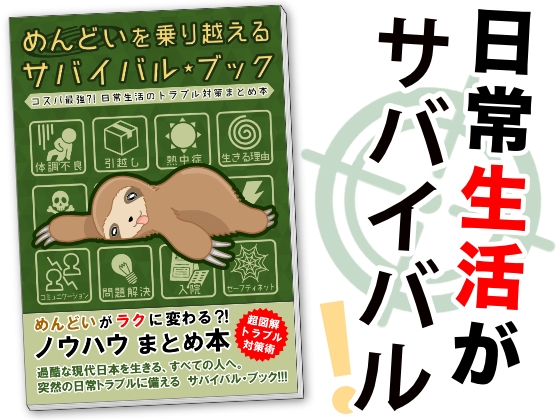 めんどいを乗り越える
サバイバル★ブック
コスパ最強?! 日常生活のトラブル対策まとめ本
体調不良
引越し
熱中症
生きる理由
コミュニケーション
問題解決
入院
セーフティネット
めんどいがラクに変わる?!
ノウハウ まとめ本
超図解
トラブル
対策術
過酷な現代日本を生きる、すべての人へ。
突然の日常トラブルに備える サバイバル・ブック!!!
日常生活が
サバイバル!